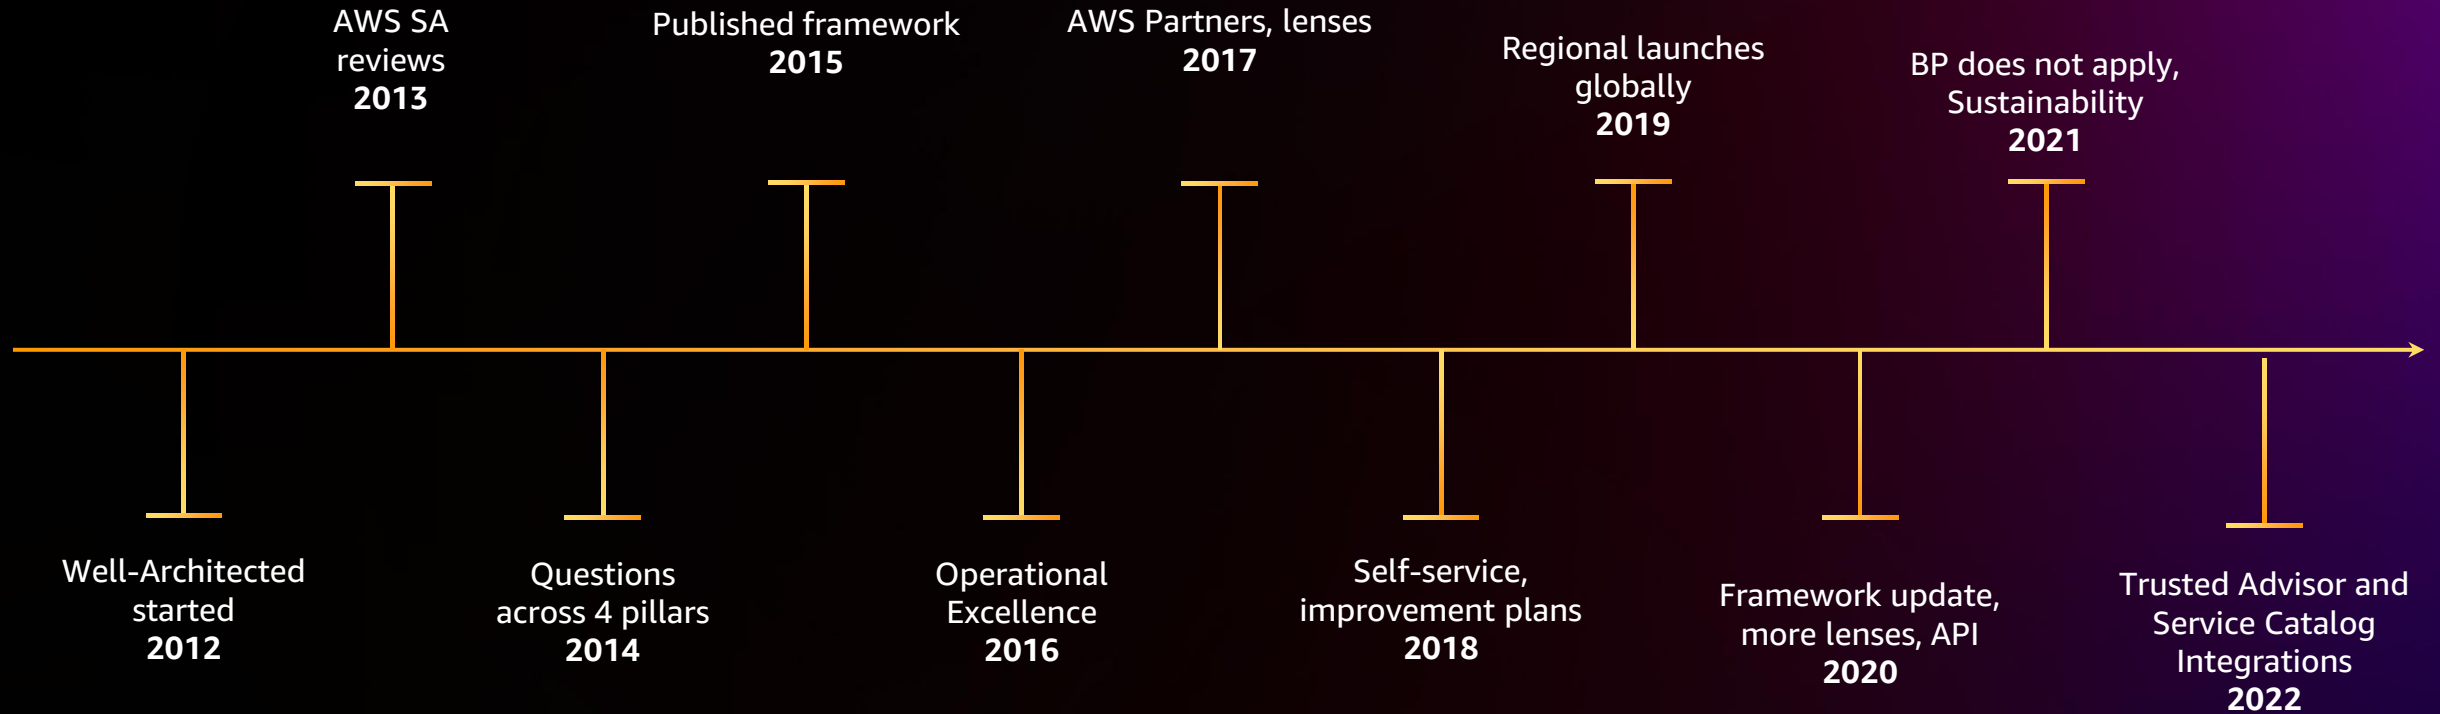 AWS SA
reviews
2013
Published framework
2015
AWS Partners, lenses
2017
Regional launches
globally
2019
BP does not apply,
Sustainability
2021
Well-Architected
started
2012
Questions
across 4 pillars
2014
Operational
Excellence
2016
Self-service,
improvement plans
2018
Framework update,
more lenses, API
2020
Trusted Advisor and
Service Catalog
Integrations
2022